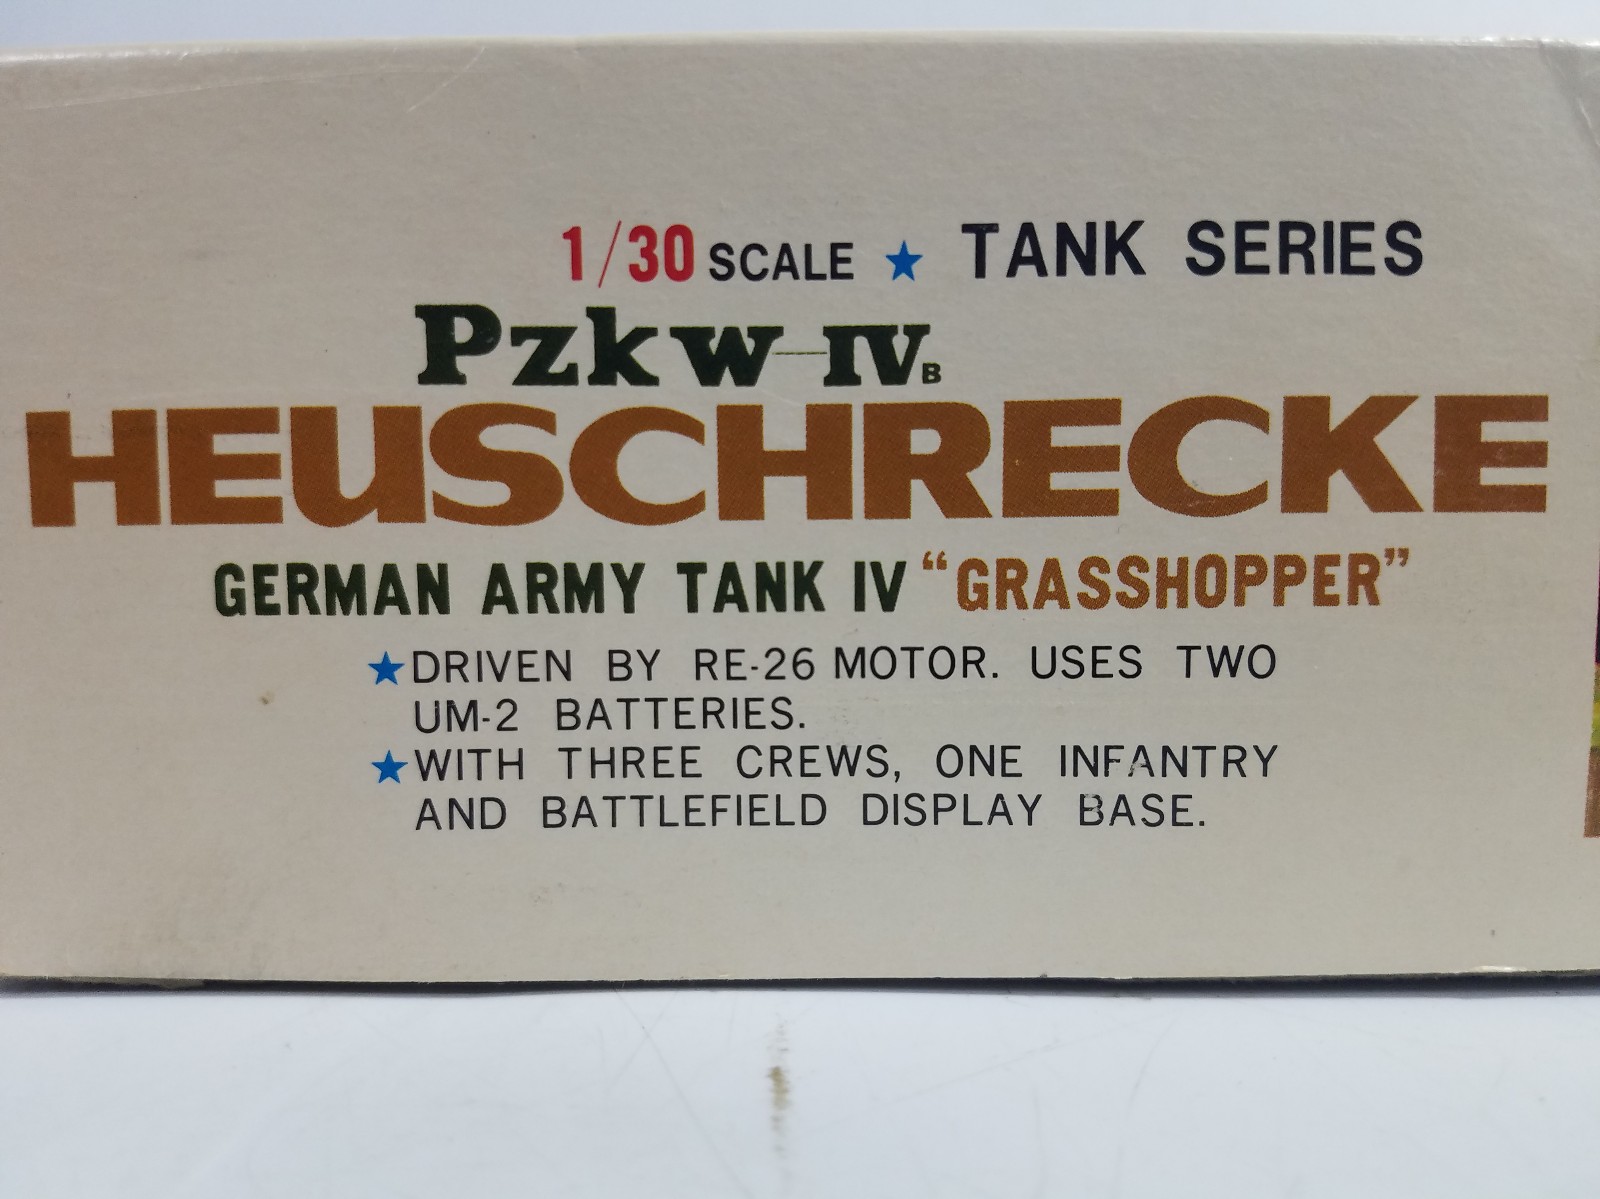 1/30 SCALE ★ TANK SERIES
Pzkw-IVB
HEUSCHRECKE
GERMAN ARMY TANK IV “GRASSHOPPER”
★DRIVEN BY RE-26 MOTOR. USES TWO
UM-2 BATTERIES.
★WITH THREE CREWS, ONE INFANTRY
AND BATTLEFIELD DISPLAY BASE.